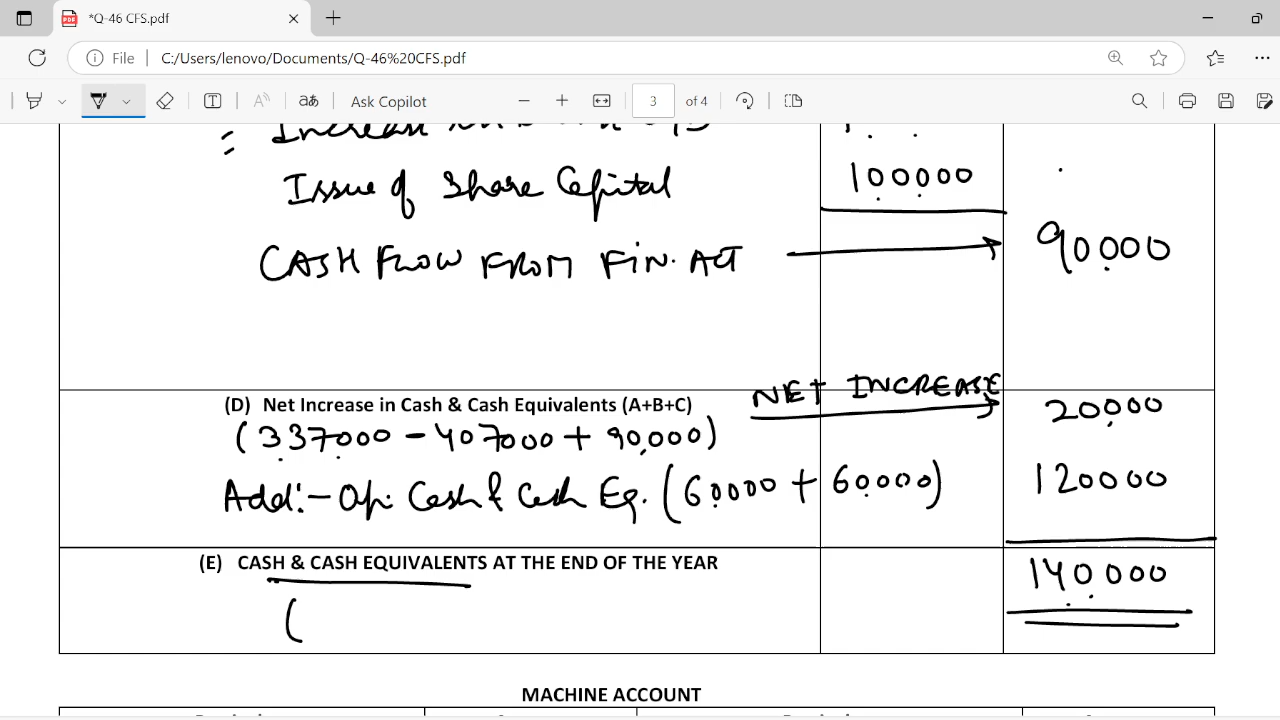 *Q-46 CFS.pdf
File C:/Users/lenovo/Documents/Q-46%20CFS.pdf
Ask Copilot 3 of 4
Increase
Issue of Share Capital 100000
CASH FLOW FROM FIN. ACT 90000
NET INCREASE
(D) Net Increase in Cash & Cash Equivalents (A+B+C) 20000
(337000 - 407000 + 90,000)
Add:- Op. Cash & Cash Eq. (60000 + 60000) 120000
(E) CASH & CASH EQUIVALENTS AT THE END OF THE YEAR 140000
(
MACHINE ACCOUNT